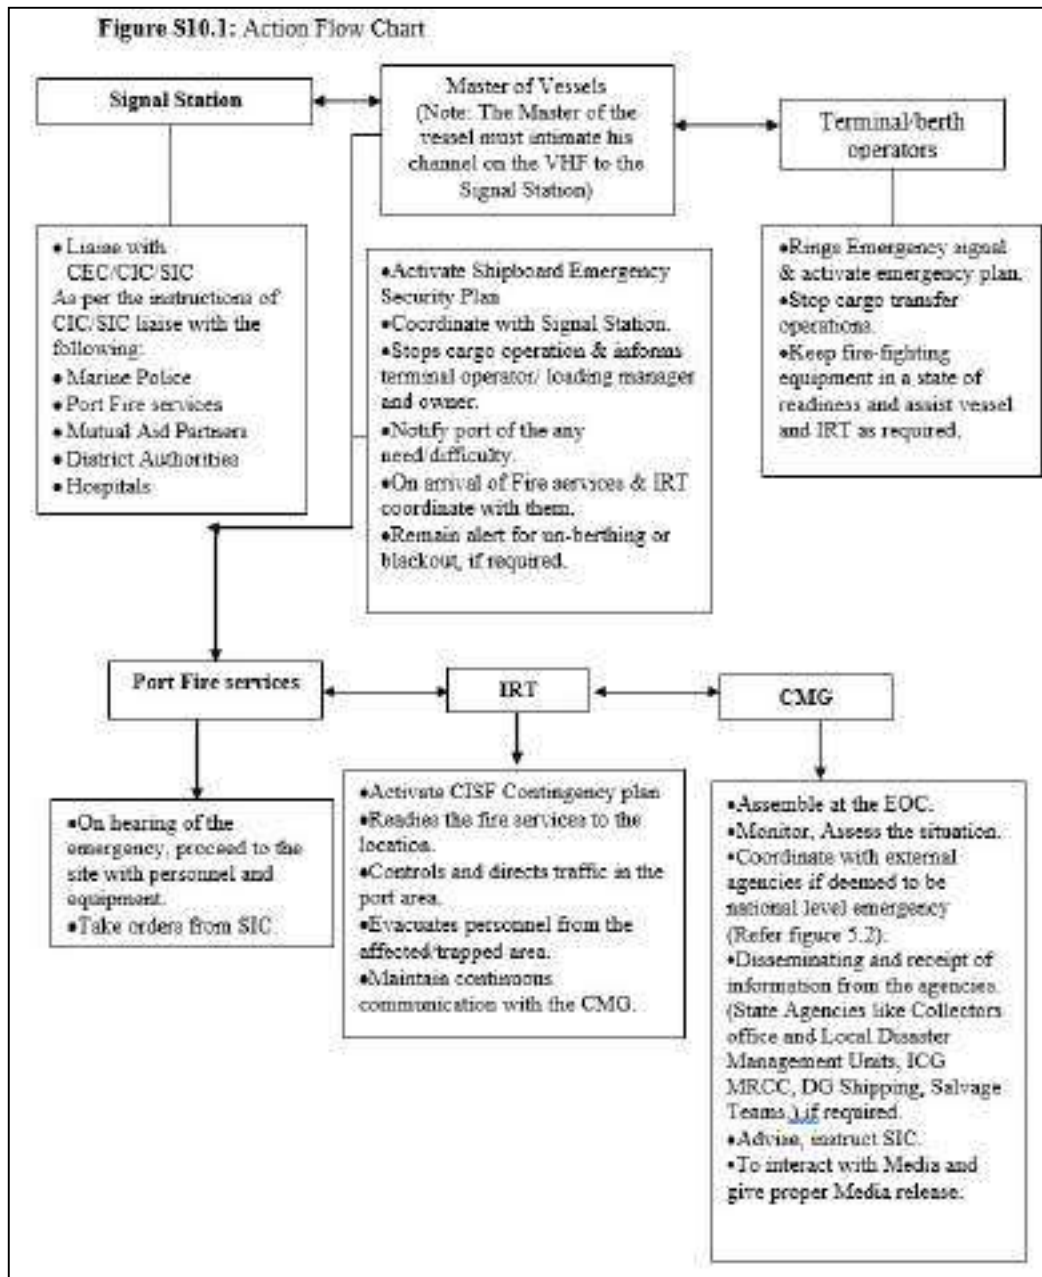 Figure S10.1: Action Flow Chart
Signal Station
Master of Vessels
(Note: The Master of the
vessel must intimate his
channel on the VHF to the
Signal Station)
Terminal/berth
operators
●Liaise with
CEC/CIC/SIC
As per the instructions of
CIC/SIC liaise with the
following:
●Marine Police
●Port Fire services
●Mutual Aid Partners
●District Authorities
●Hospitals
●Activate Shipboard Emergency
Security Plan
●Coordinate with Signal Station.
●Stops cargo operation & informs
terminal operator/ loading manager
and owner.
●Notify port of the any
need/difficulty.
●On arrival of Fire services & IRT
coordinate with them.
●Remain alert for un-berthing or
blackout, if required.
●Rings Emergency signal
& activate emergency plan.
●Stop cargo transfer
operations.
●Keep fire-fighting
equipment in a state of
readiness and assist vessel
and IRT as required.
Port Fire services
IRT
CMG
●On hearing of the
emergency, proceed to the
site with personnel and
equipment.
●Take orders from SIC.
●Activate CISF Contingency plan
●Readies the fire services to the
location.
●Controls and directs traffic in the
port area.
●Evacuates personnel from the
affected/trapped area.
●Maintain continuous
communication with the CMG.
●Assemble at the EOC.
●Monitor, Assess the situation.
●Coordinate with external
agencies if deemed to be
national level emergency
(Refer figure 5.2).
●Disseminating and receipt of
information from the agencies.
(State Agencies like Collectors
office and Local Disaster
Management Units, ICG
MRCC, DG Shipping, Salvage
Teams.) if required.
●Advise, instruct SIC.
●To interact with Media and
give proper Media release.